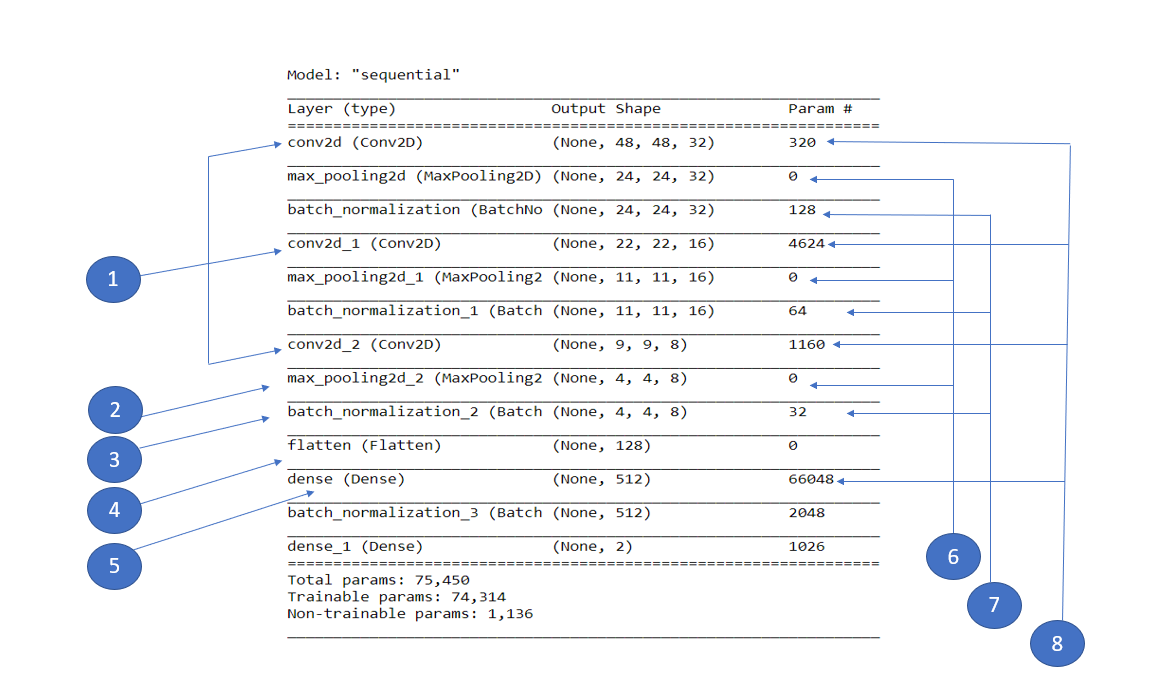 Model: "sequential"
Layer (type) Output Shape Param #
conv2d (Conv2D) (None, 48, 48, 32) 320
max_pooling2d (MaxPooling2D) (None, 24, 24, 32) 0
batch_normalization (BatchNo (None, 24, 24, 32) 128
conv2d_1 (Conv2D) (None, 22, 22, 16) 4624
1
max_pooling2d_1 (MaxPooling2 (None, 11, 11, 16) 0
batch_normalization_1 (Batch (None, 11, 11, 16) 64
conv2d_2 (Conv2D) (None, 9, 9, 8) 1160
max_pooling2d_2 (MaxPooling2 (None, 4, 4, 8) 0
2
batch_normalization_2 (Batch (None, 4, 4, 8) 32
flatten (Flatten) (None, 128) 0
3
dense (Dense) (None, 512) 66048
4
batch_normalization_3 (Batch (None, 512) 2048
dense_1 (Dense) (None, 2) 1026
6
5
Total params: 75,450
Trainable params: 74,314
7
Non-trainable params: 1,136
8